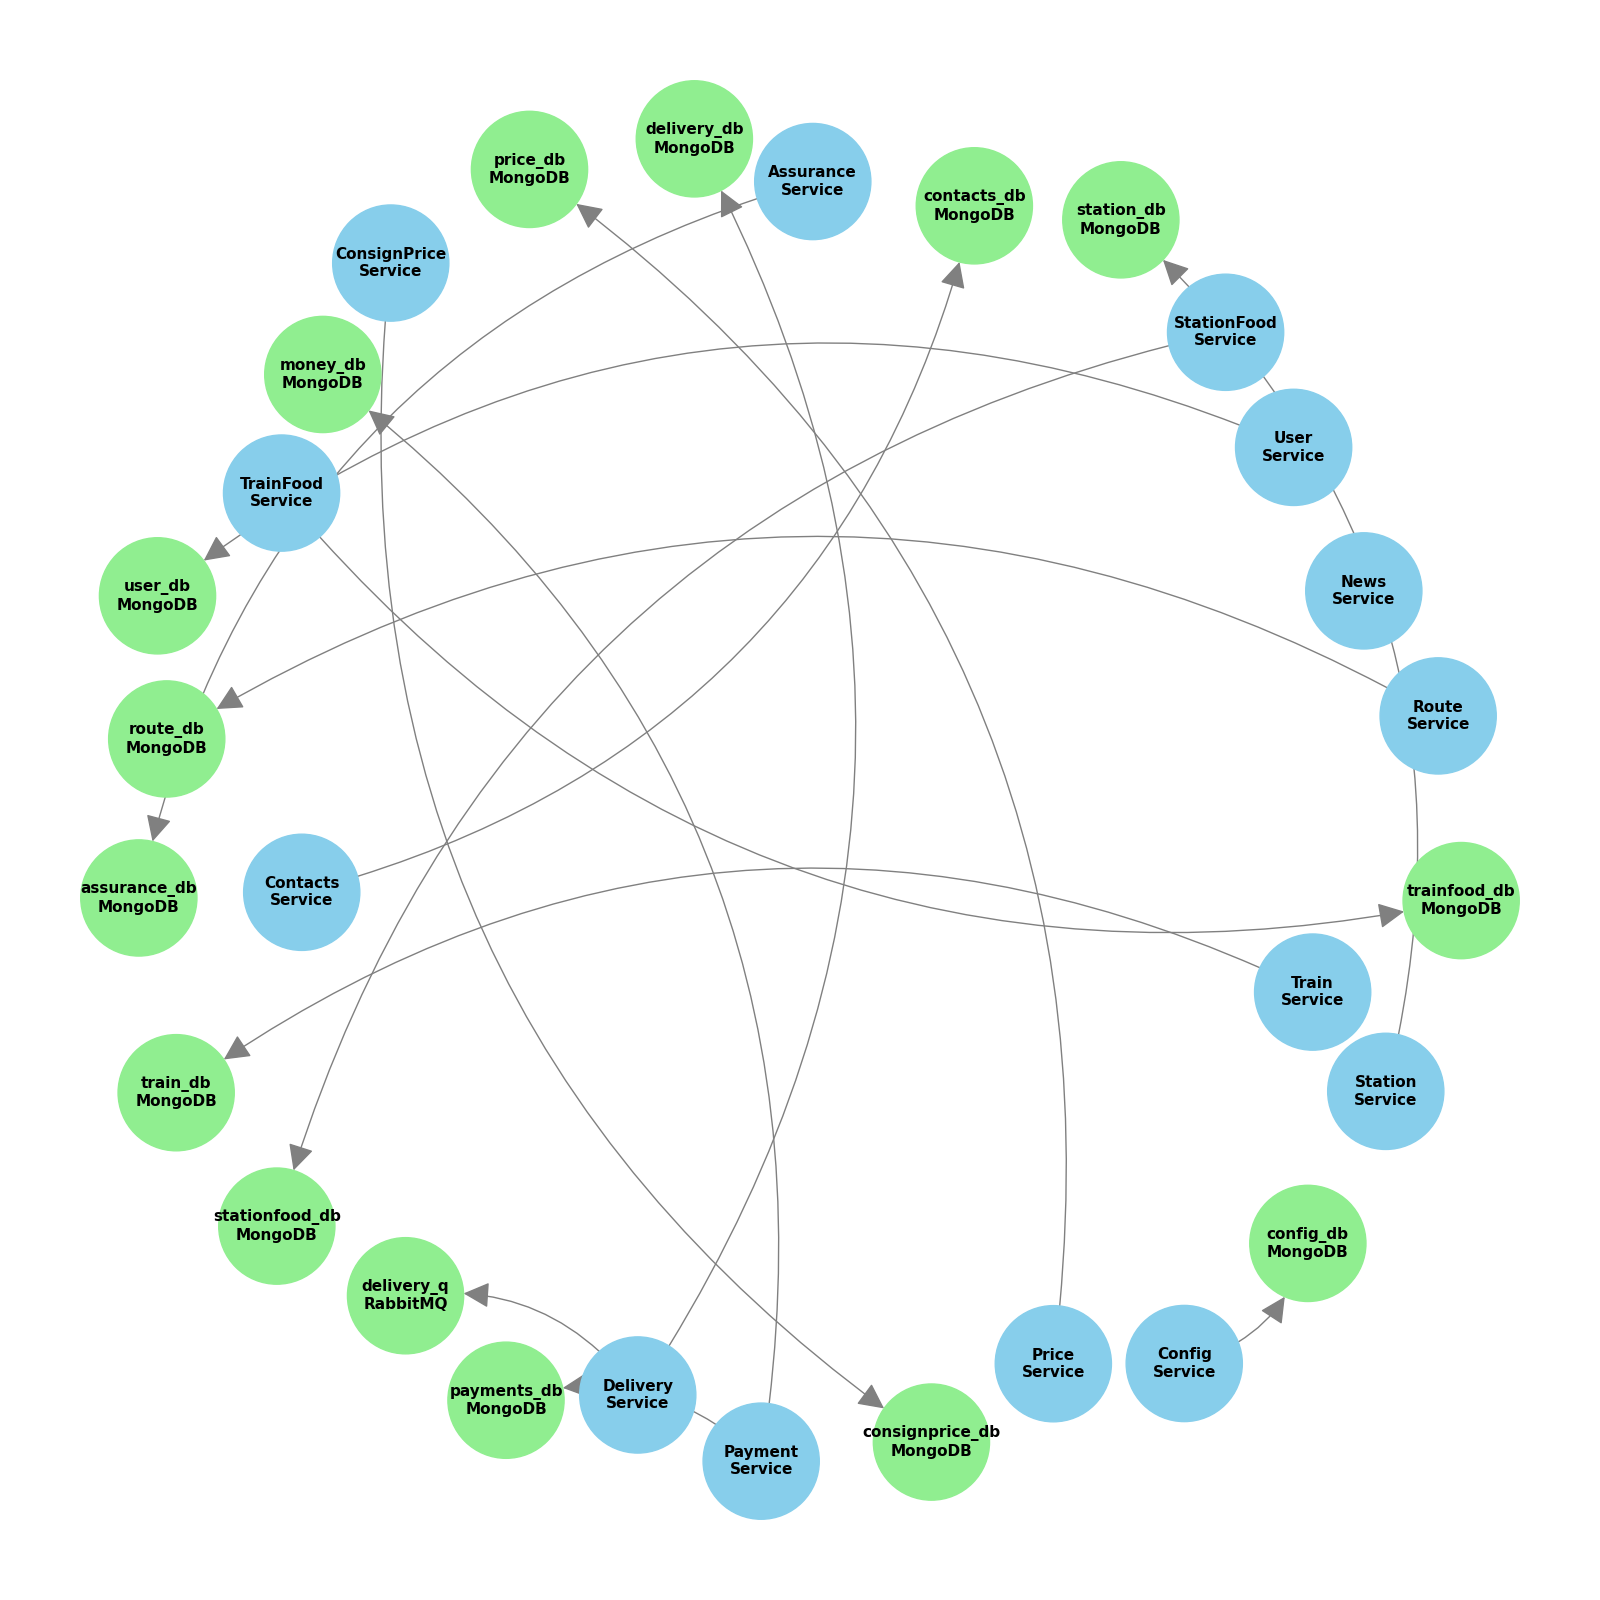 delivery_db
MongoDB
price_db
MongoDB
Assurance
Service
contacts_db
MongoDB
station_db
MongoDB
ConsignPrice
Service
StationFood
Service
money_db
MongoDB
User
Service
TrainFood
Service
user_db
MongoDB
News
Service
Route
Service
route_db
MongoDB
assurance_db
MongoDB
Contacts
Service
trainfood_db
MongoDB
Train
Service
train_db
MongoDB
Station
Service
stationfood_db
MongoDB
config_db
MongoDB
delivery_q
RabbitMQ
Price
Service
Config
Service
payments_db
MongoDB
Delivery
Service
consignprice_db
MongoDB
Payment
Service